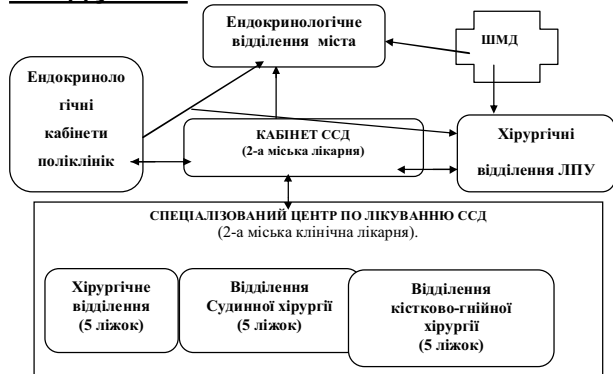 Ендокринологічне
відділення міста
ШМД
Ендокриноло
гічні
кабінети
поліклінік
КАБІНЕТ ССД
(2-а міська лікарня)
Хірургічні
відділення ЛПУ
СПЕЦІАЛІЗОВАНИЙ ЦЕНТР ПО ЛІКУВАННЮ ССД
(2-а міська клінічна лікарня).
Хірургічне
відділення
(5 ліжок)
Відділення
Судинної хірургії
(5 ліжок)
Відділення
кістково-гнійної
хірургії
(5 ліжок)